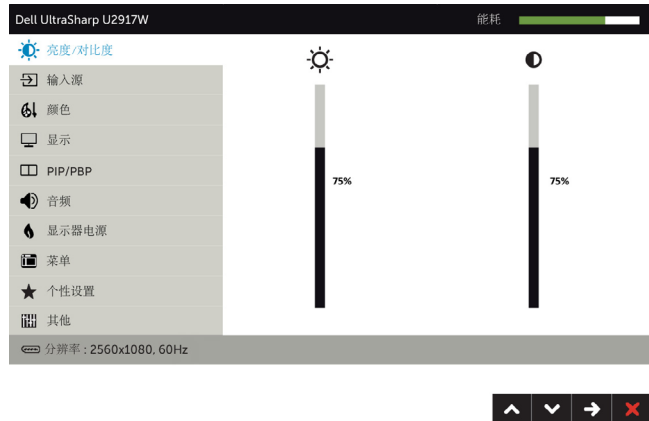 Dell UltraSharp U2917W
能耗
亮度/对比度
输入源
颜色
显示
PIP/PBP
音频
显示器电源
菜单
个性设置
其他
75%
75%
分辨率 : 2560x1080, 60Hz